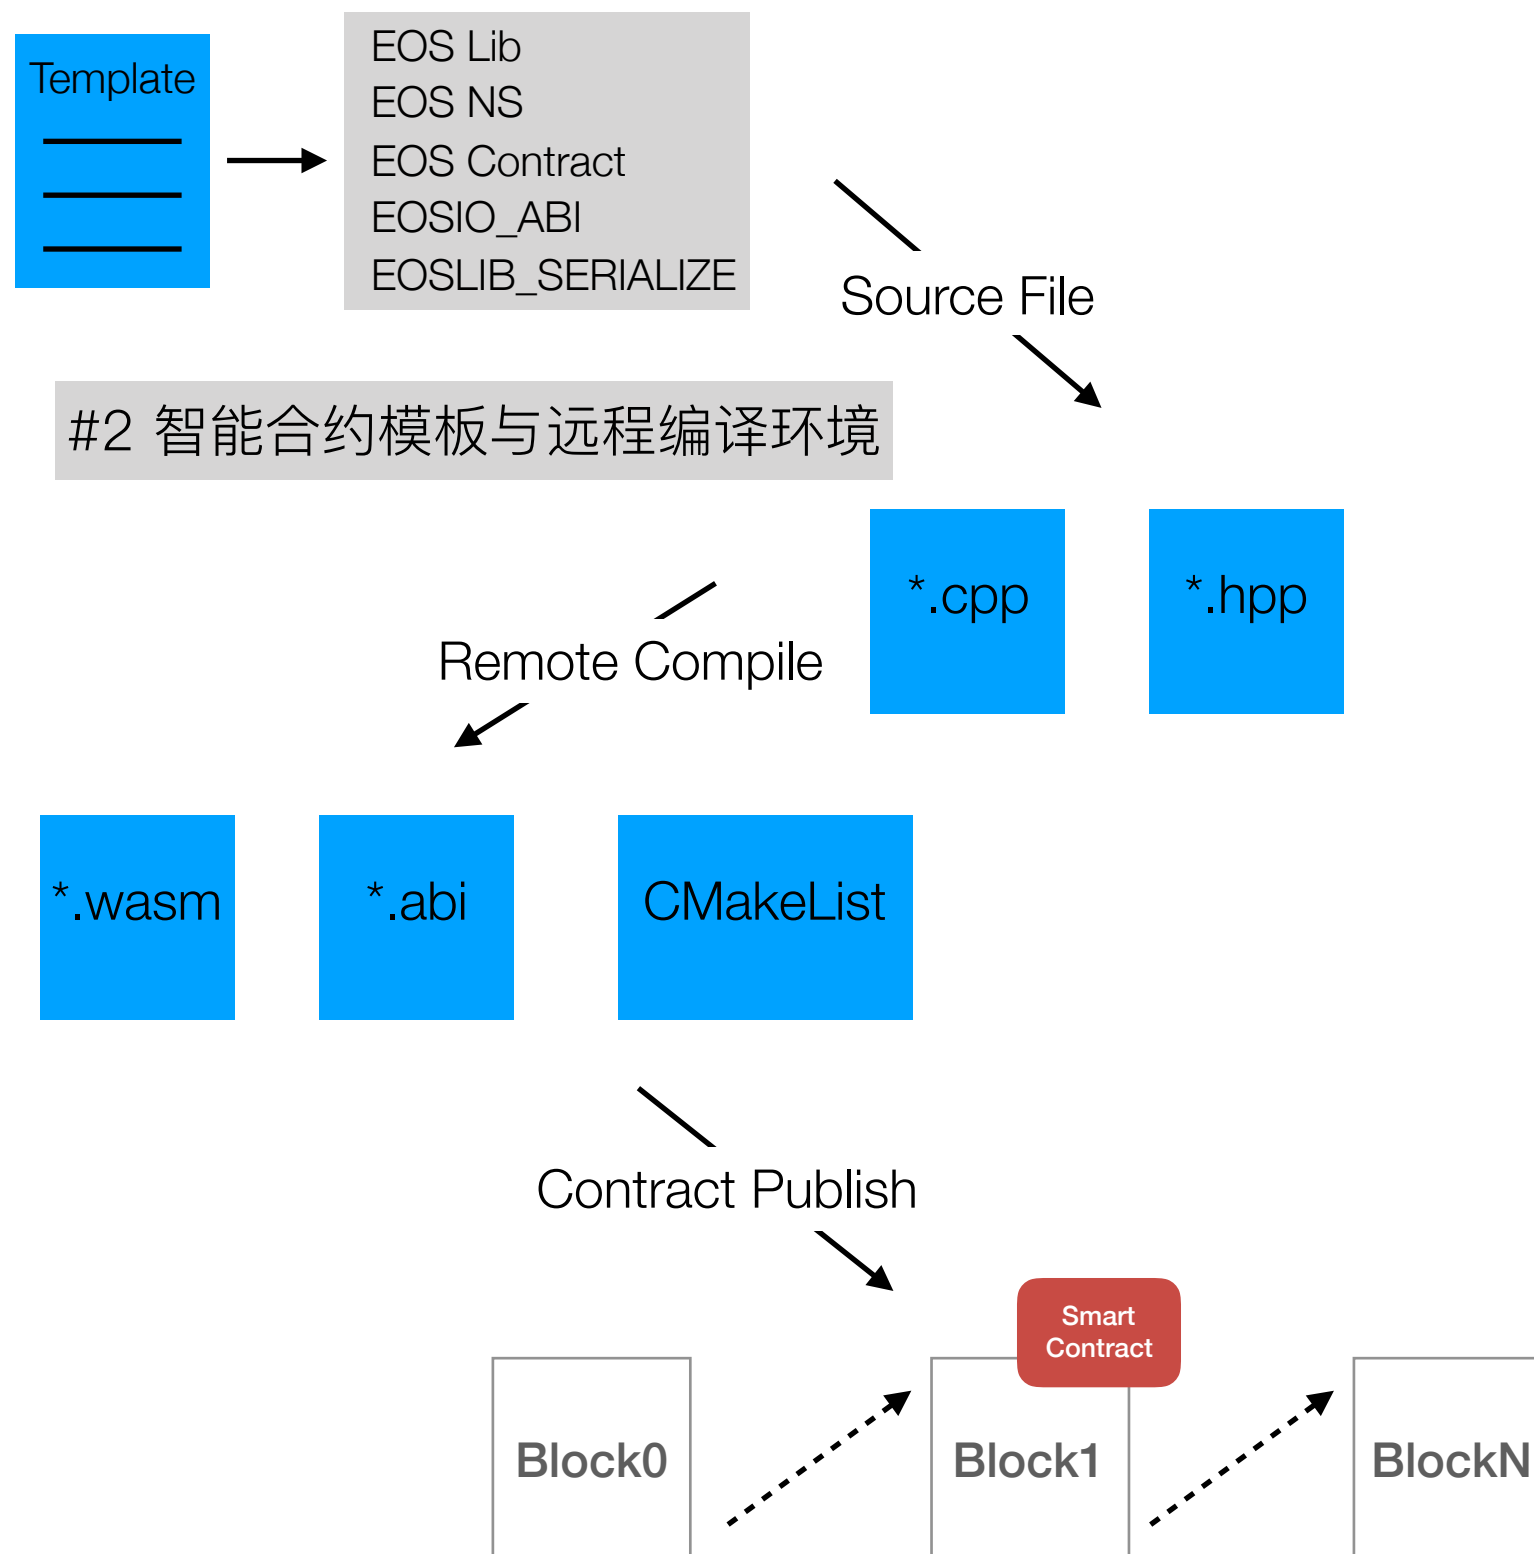 Template
EOS Lib
EOS NS
EOS Contract
EOSIO_ABI
EOSLIB_SERIALIZE
Source File
#2 智能合约模板与远程编译环境
*.cpp
*.hpp
Remote Compile
*.wasm
*.abi
CMakeList
Contract Publish
Smart
Contract
Block0
Block1
BlockN